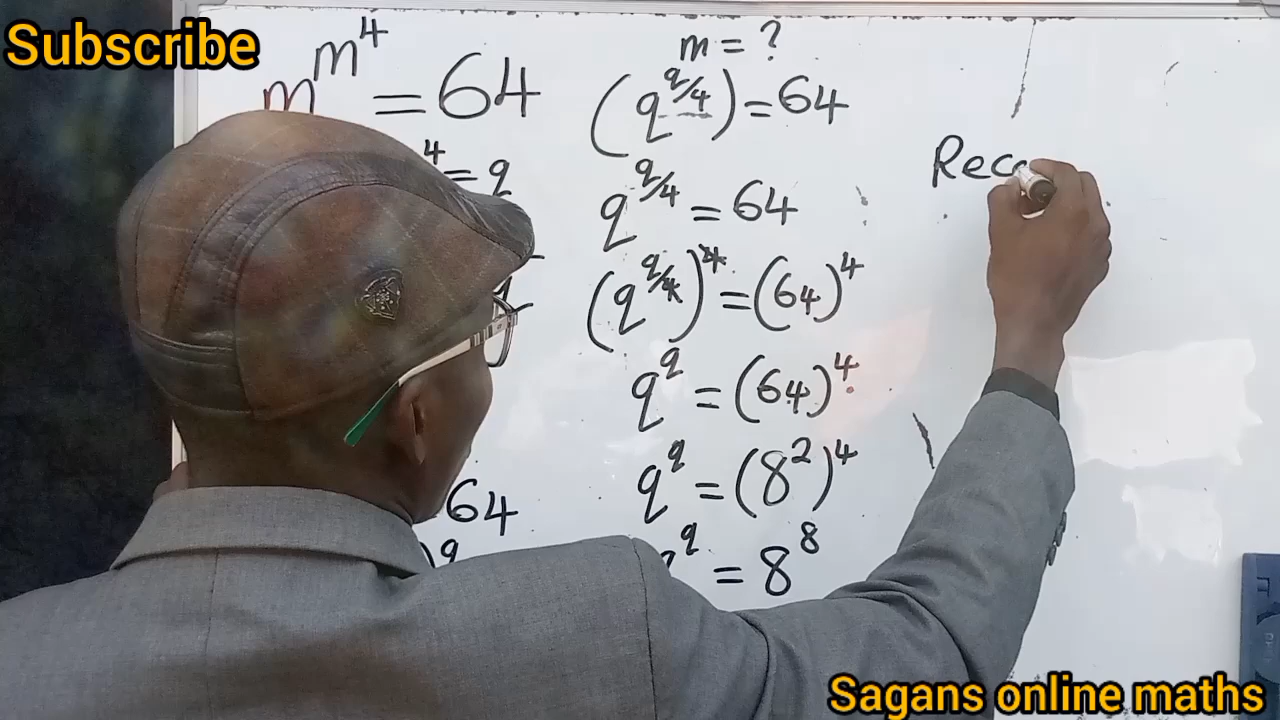 Subscribe
m^m^4 = 64
m = ?
4 = q
64
q
(q^q/4) = 64
q^q/4 = 64
(q^q/4)^4 = (64)^4
q^q = (64)^4
q^q = (8^2)^4
q = 8^8
Rec
Sagans online maths